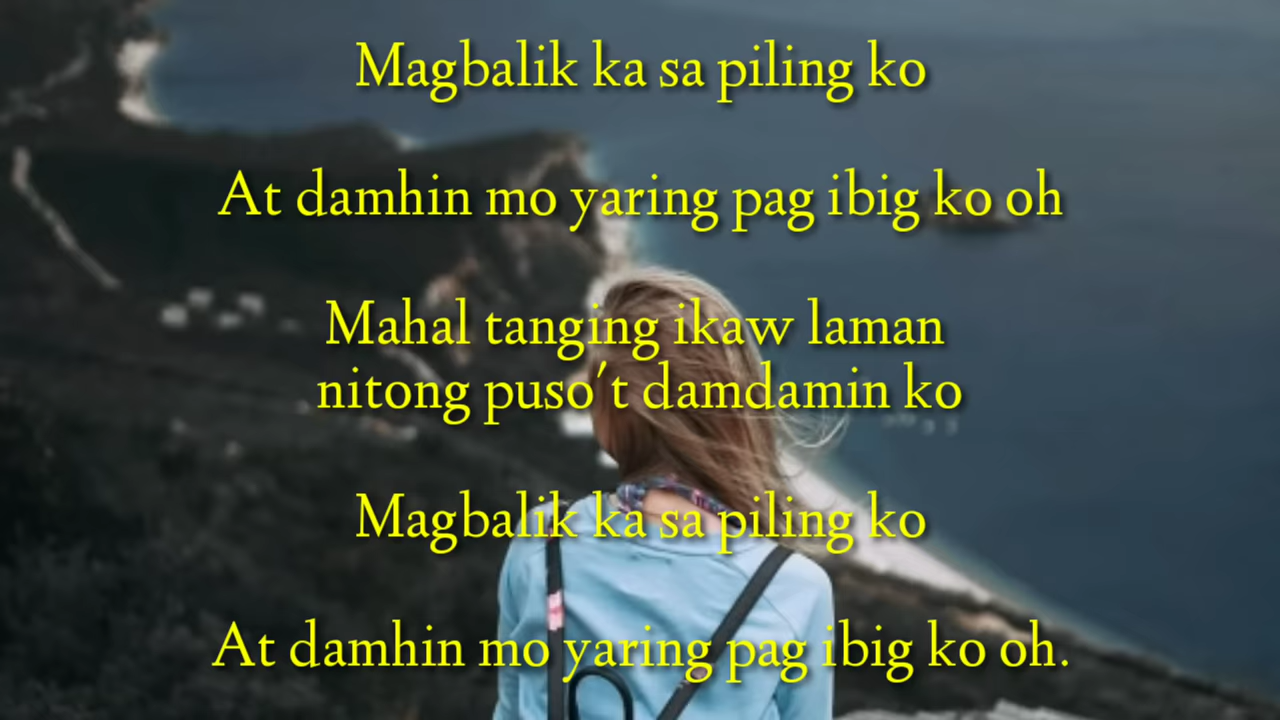 Magbalik ka sa piling ko
At damhin mo yaring pag ibig ko oh
Mahal tanging ikaw laman
nitong puso't damdamin ko
Magbalik ka sa piling ko
At damhin mo yaring pag ibig ko oh.